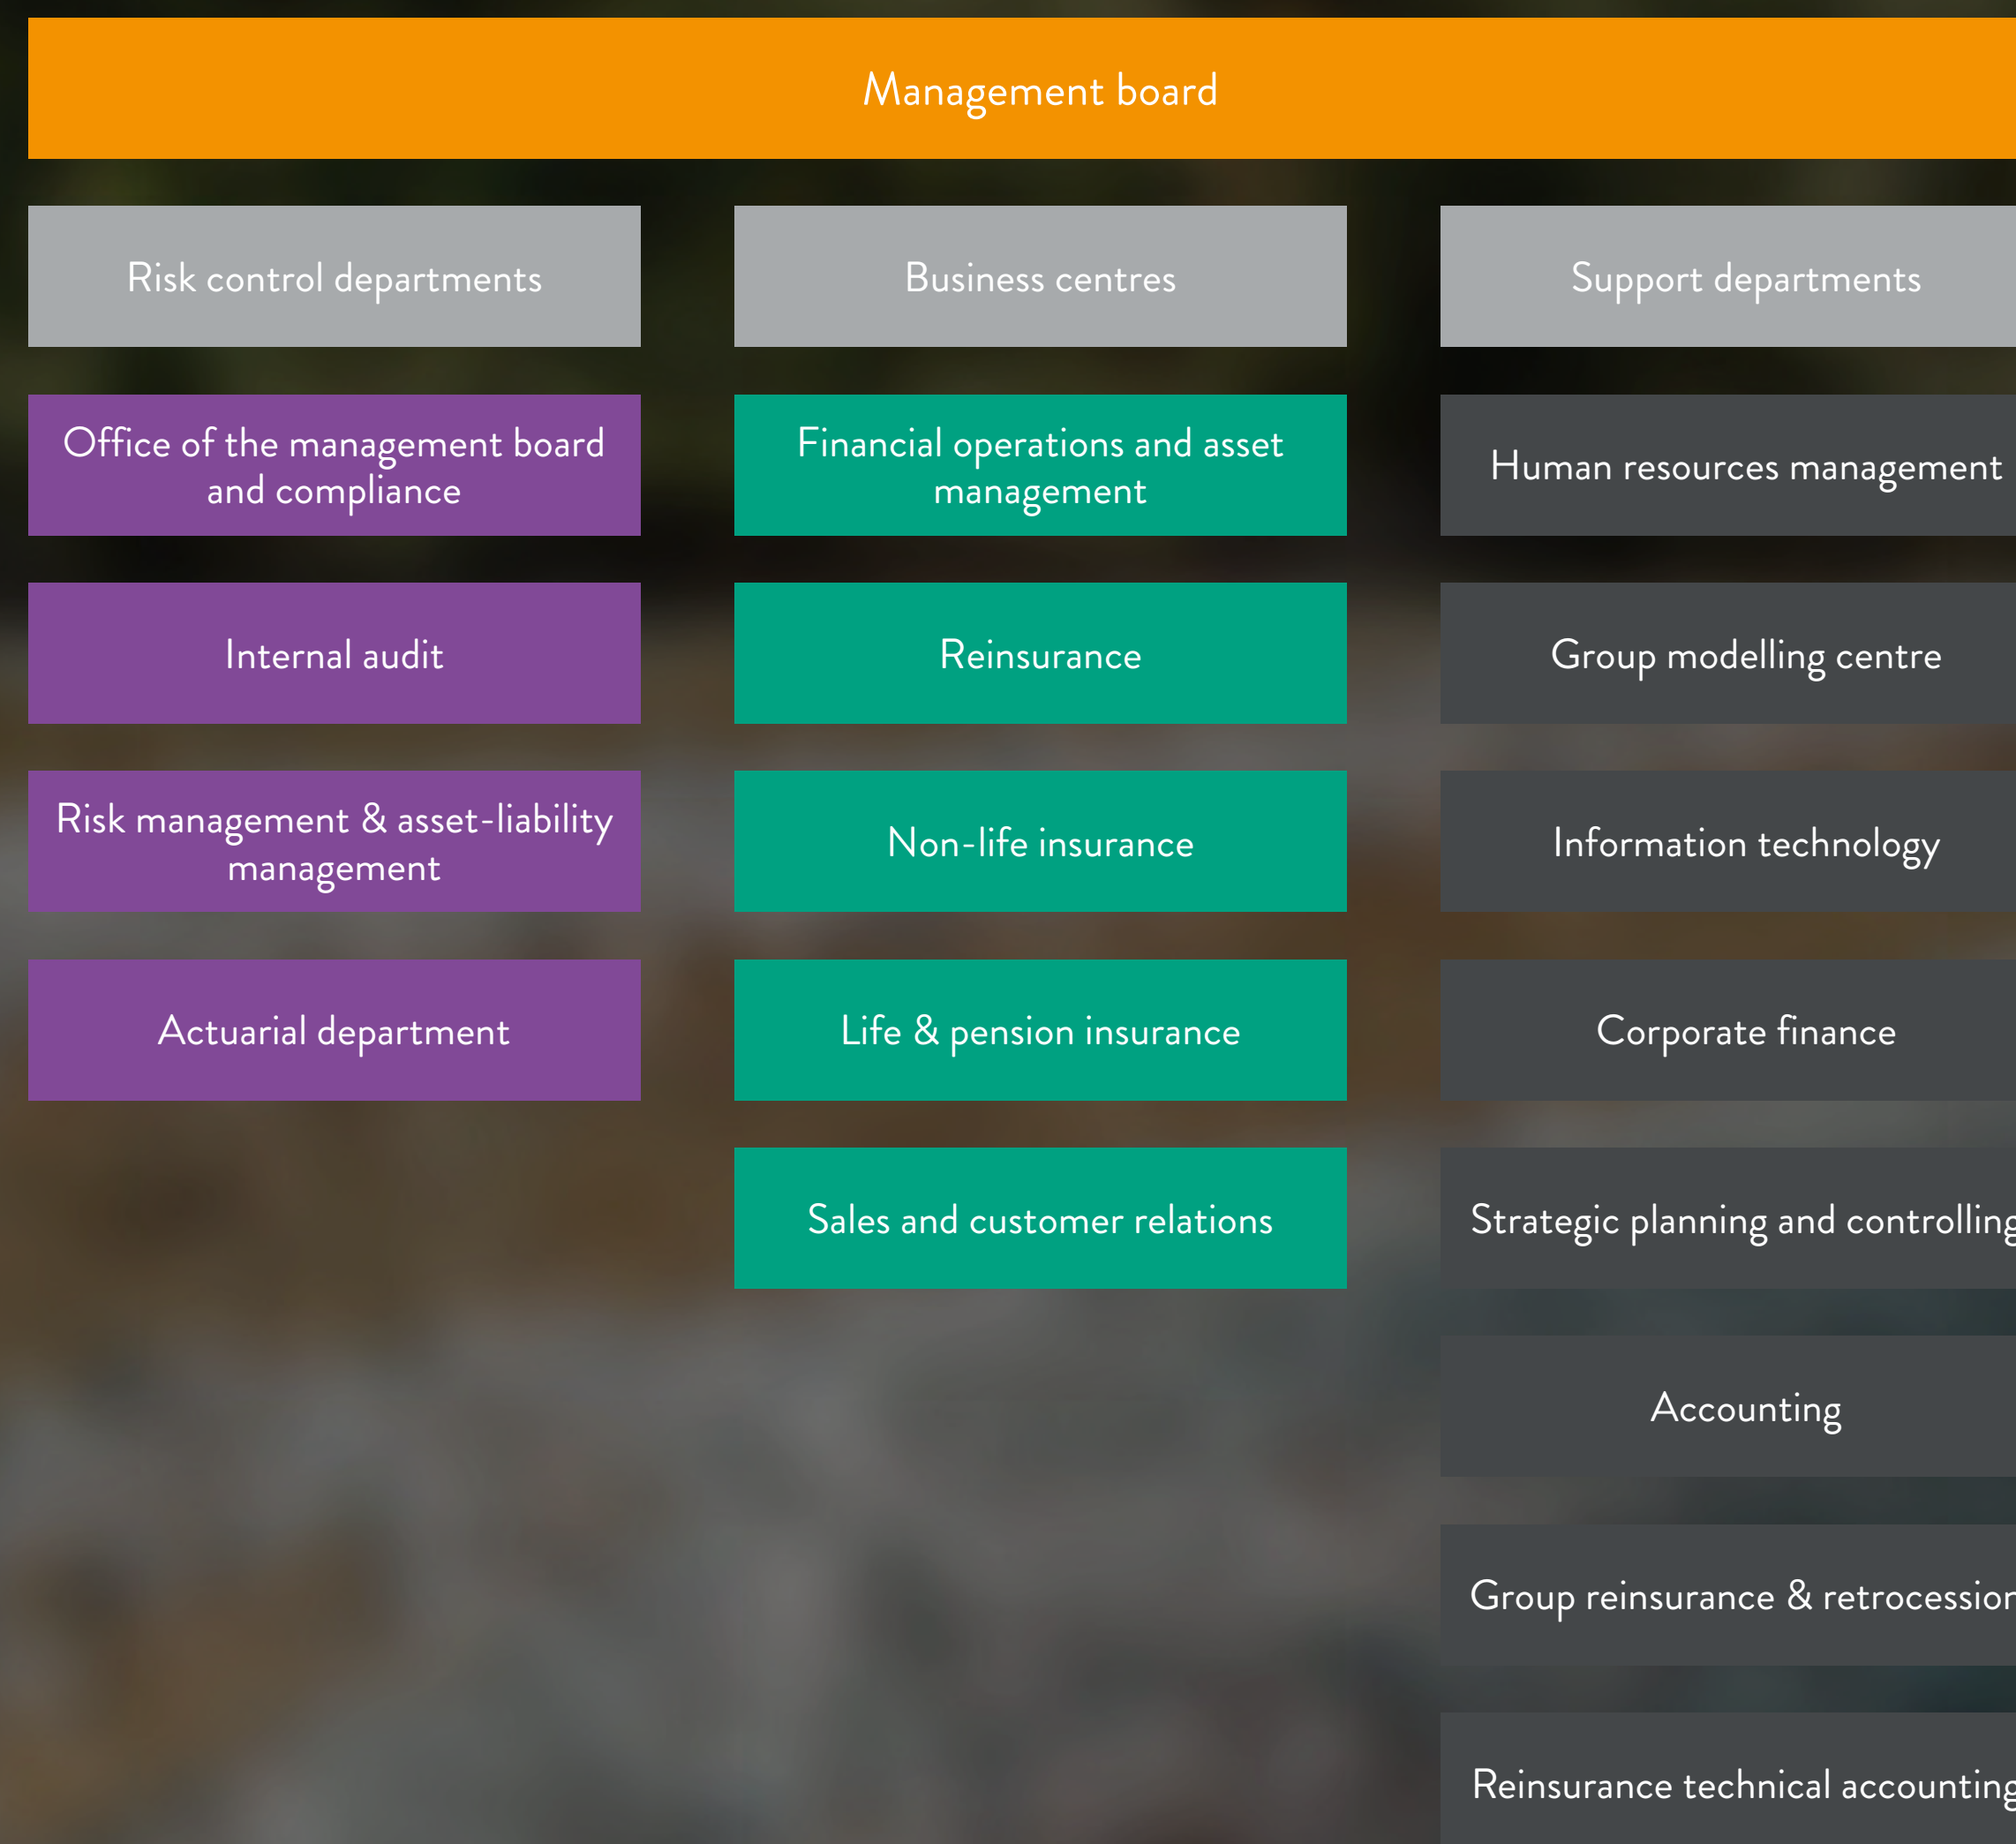 Management board
Risk control departments
Business centres
Support departments
Office of the management board
and compliance
Financial operations and asset
management
Human resources management
Internal audit
Reinsurance
Group modelling centre
Risk management & asset-liability
management
Non-life insurance
Information technology
Actuarial department
Life & pension insurance
Corporate finance
Sales and customer relations
Strategic planning and controlling
Accounting
Group reinsurance & retrocession
Reinsurance technical accounting